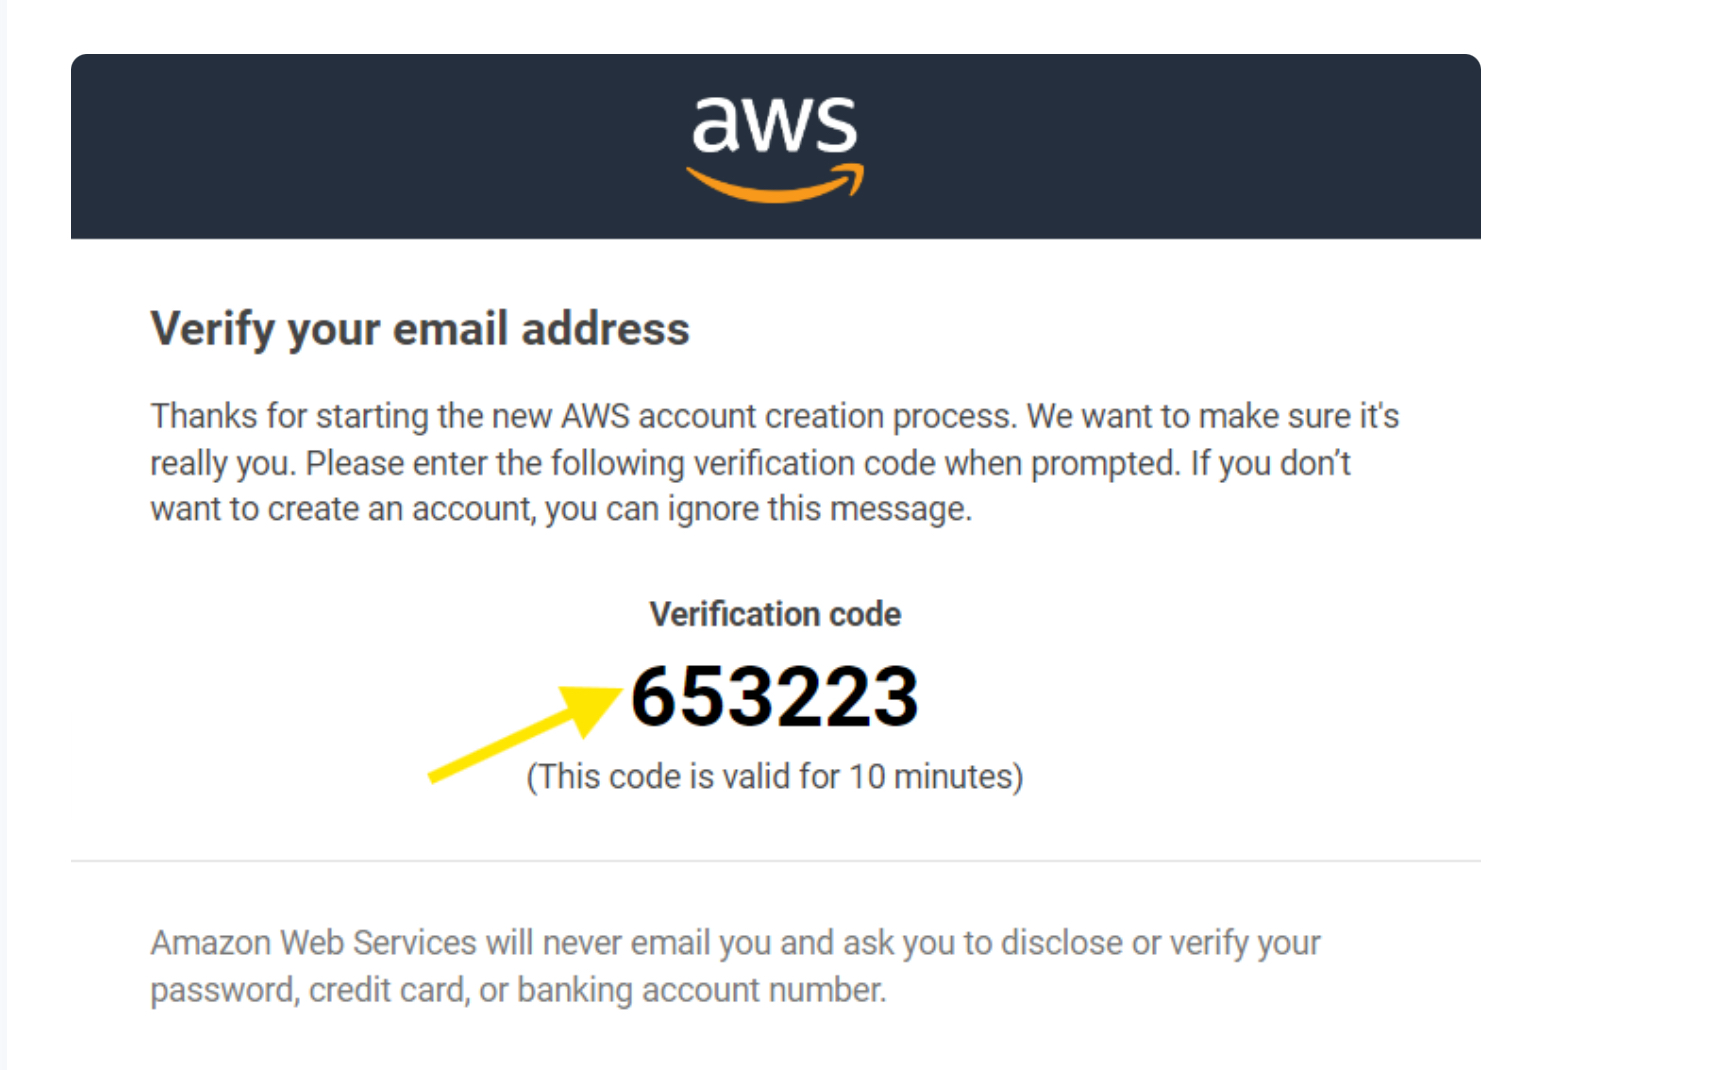 aws
Verify your email address
Thanks for starting the new AWS account creation process. We want to make sure it's
really you. Please enter the following verification code when prompted. If you don’t
want to create an account, you can ignore this message.
Verification code
653223
(This code is valid for 10 minutes)
Amazon Web Services will never email you and ask you to disclose or verify your
password, credit card, or banking account number.